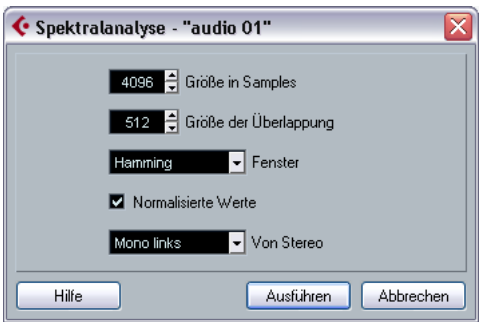 Spektralanalyse - "audio 01"
4096 Größe in Samples
512 Größe der Überlappung
Hamming Fenster
Normalisierte Werte
Mono links Von Stereo
Hilfe Ausführen Abbrechen